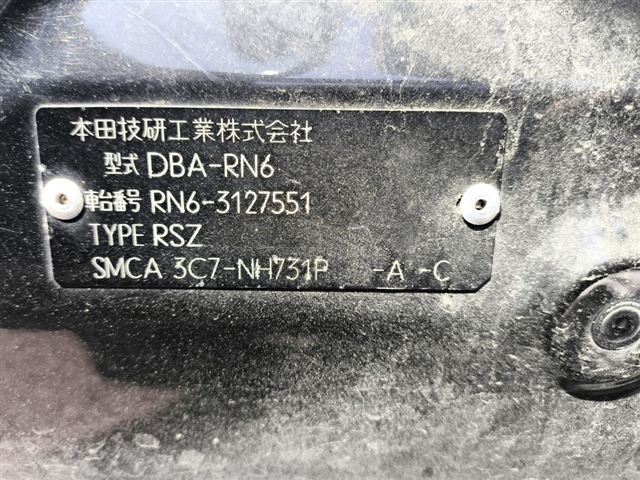 本田技研工業株式会社
型式 DBA-RN6
車台番号 RN6-3127551
TYPE RSZ
SMCA 3C7-NH731P -A -C